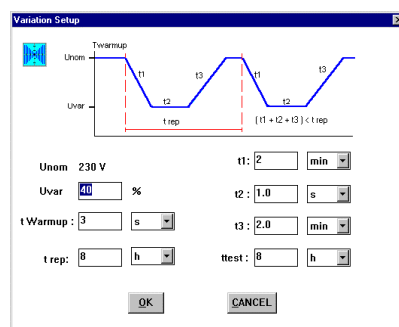 Variation Setup
Twarmup
Unom
t1
t3
t1
t3
Uvar
t2
t2
t rep
( t1 + t2 + t3 ) < t rep
Unom 230 V
t1: 2 min
Uvar 40 %
t2 : 1.0 s
t Warmup : 3 s
t3 : 2.0 min
t rep: 8 h
ttest : 8 h
OK
CANCEL